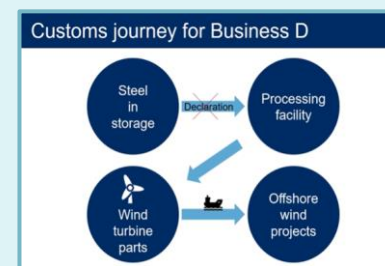 Customs journey for Business D
Steel
in
storage
Declaration
Processing
facility
Wind
turbine
parts
Offshore
wind
projects